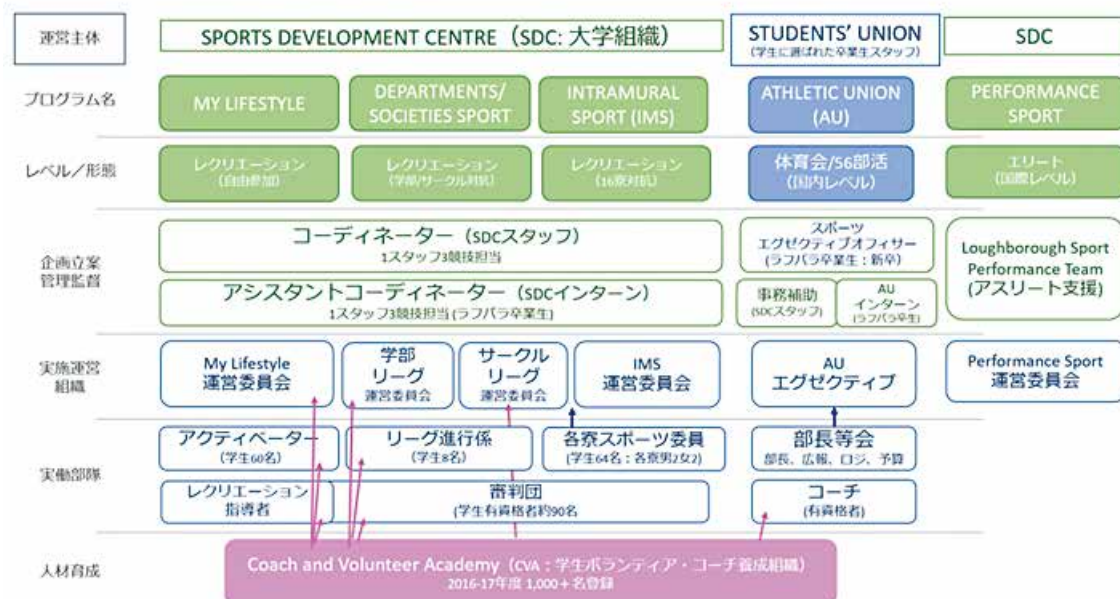 運営主体
SPORTS DEVELOPMENT CENTRE（SDC: 大学組織）
STUDENTS' UNION
(学生に選ばれた卒業生スタッフ)
SDC
プログラム名
MY LIFESTYLE
DEPARTMENTS/
SOCIETIES SPORT
INTRAMURAL
SPORT (IMS)
ATHLETIC UNION
(AU)
PERFORMANCE
SPORT
レベル／形態
レクリエーション
(自由参加)
レクリエーション
(学部/サークル対抗)
レクリエーション
(16寮対抗)
体育会/56部活
(国内レベル)
エリート
(国際レベル)
企画立案
管理監督
コーディネーター（SDCスタッフ）
1スタッフ3競技担当
アシスタントコーディネーター（SDCインターン）
1スタッフ3競技担当 (ラフバラ卒業生)
スポーツ
エグゼクティブオフィサー
(ラフバラ卒業生：新卒)
事務補助
(SDCスタッフ)
AU
インターン
(ラフバラ卒生)
Loughborough Sport
Performance Team
(アスリート支援)
実施運営
組織
My Lifestyle
運営委員会
学部
リーグ
運営委員会
サークル
リーグ
運営委員会
IMS
運営委員会
AU
エグゼクティブ
Performance Sport
運営委員会
実働部隊
アクティベーター
(学生60名)
リーグ進行係
(学生8名)
各寮スポーツ委員
(学生64名：各寮男2女2)
部長等会
部長、広報、ロジ、予算
レクリエーション
指導者
審判団
(学生有資格者約90名
コーチ
(有資格者)
人材育成
Coach and Volunteer Academy（CVA：学生ボランティア・コーチ養成組織）
2016-17年度 1,000＋名登録